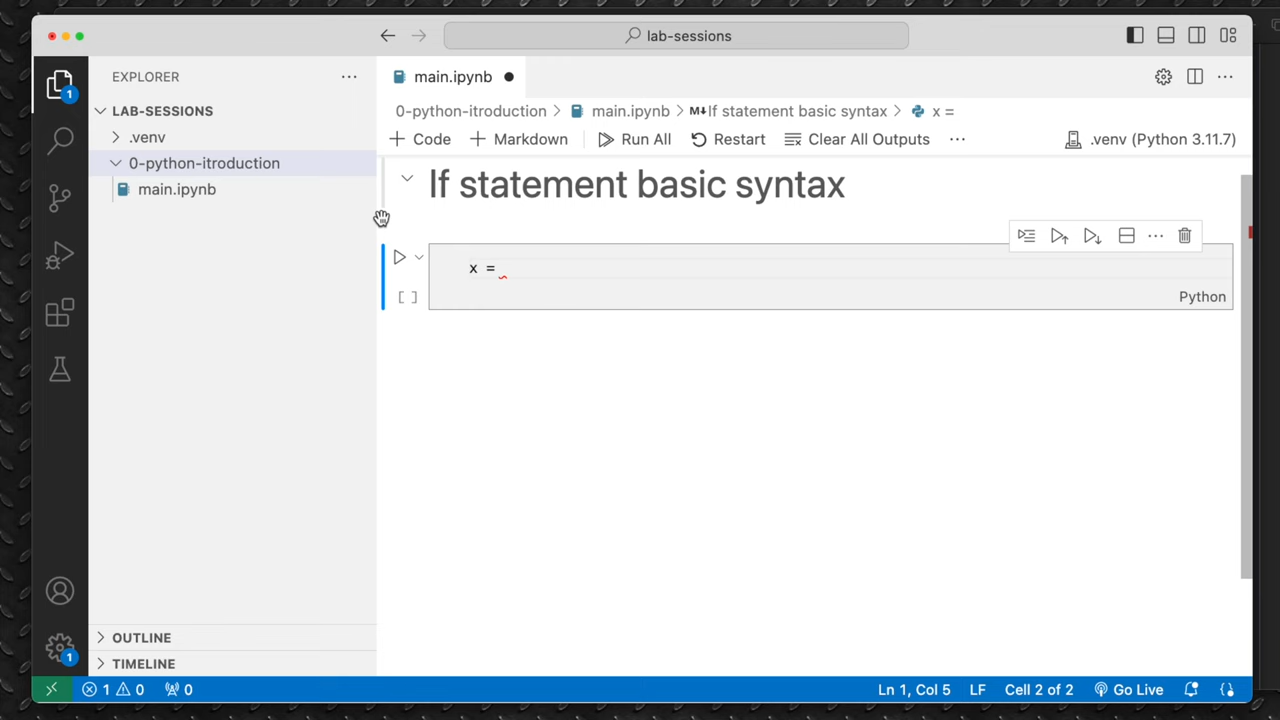 lab-sessions
EXPLORER
main.ipynb
LAB-SESSIONS
0-python-itroduction > main.ipynb > M↓If statement basic syntax > x =
.venv
+ Code + Markdown Run All Restart Clear All Outputs ... .venv (Python 3.11.7)
0-python-itroduction
main.ipynb
If statement basic syntax
x =
[ ]
Python
OUTLINE
TIMELINE
1
1
1 0 0 Ln 1, Col 5 LF Cell 2 of 2 Go Live